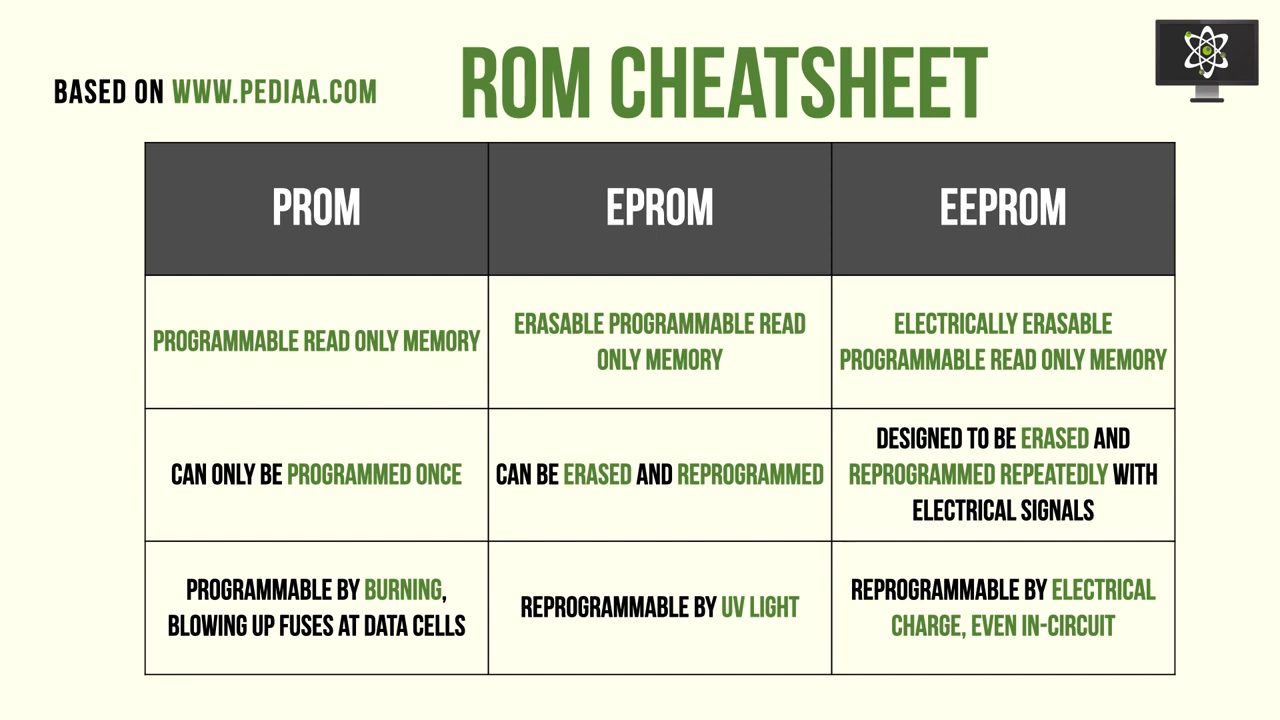 BASED ON WWW.PEDIAA.COM
ROM CHEATSHEET
PROM
EPROM
EEPROM
PROGRAMMABLE READ ONLY MEMORY
ERASABLE PROGRAMMABLE READ
ONLY MEMORY
ELECTRICALLY ERASABLE
PROGRAMMABLE READ ONLY MEMORY
CAN ONLY BE PROGRAMMED ONCE
CAN BE ERASED AND REPROGRAMMED
DESIGNED TO BE ERASED AND
REPROGRAMMED REPEATEDLY WITH
ELECTRICAL SIGNALS
PROGRAMMABLE BY BURNING,
BLOWING UP FUSES AT DATA CELLS
REPROGRAMMABLE BY UV LIGHT
REPROGRAMMABLE BY ELECTRICAL
CHARGE, EVEN IN-CIRCUIT